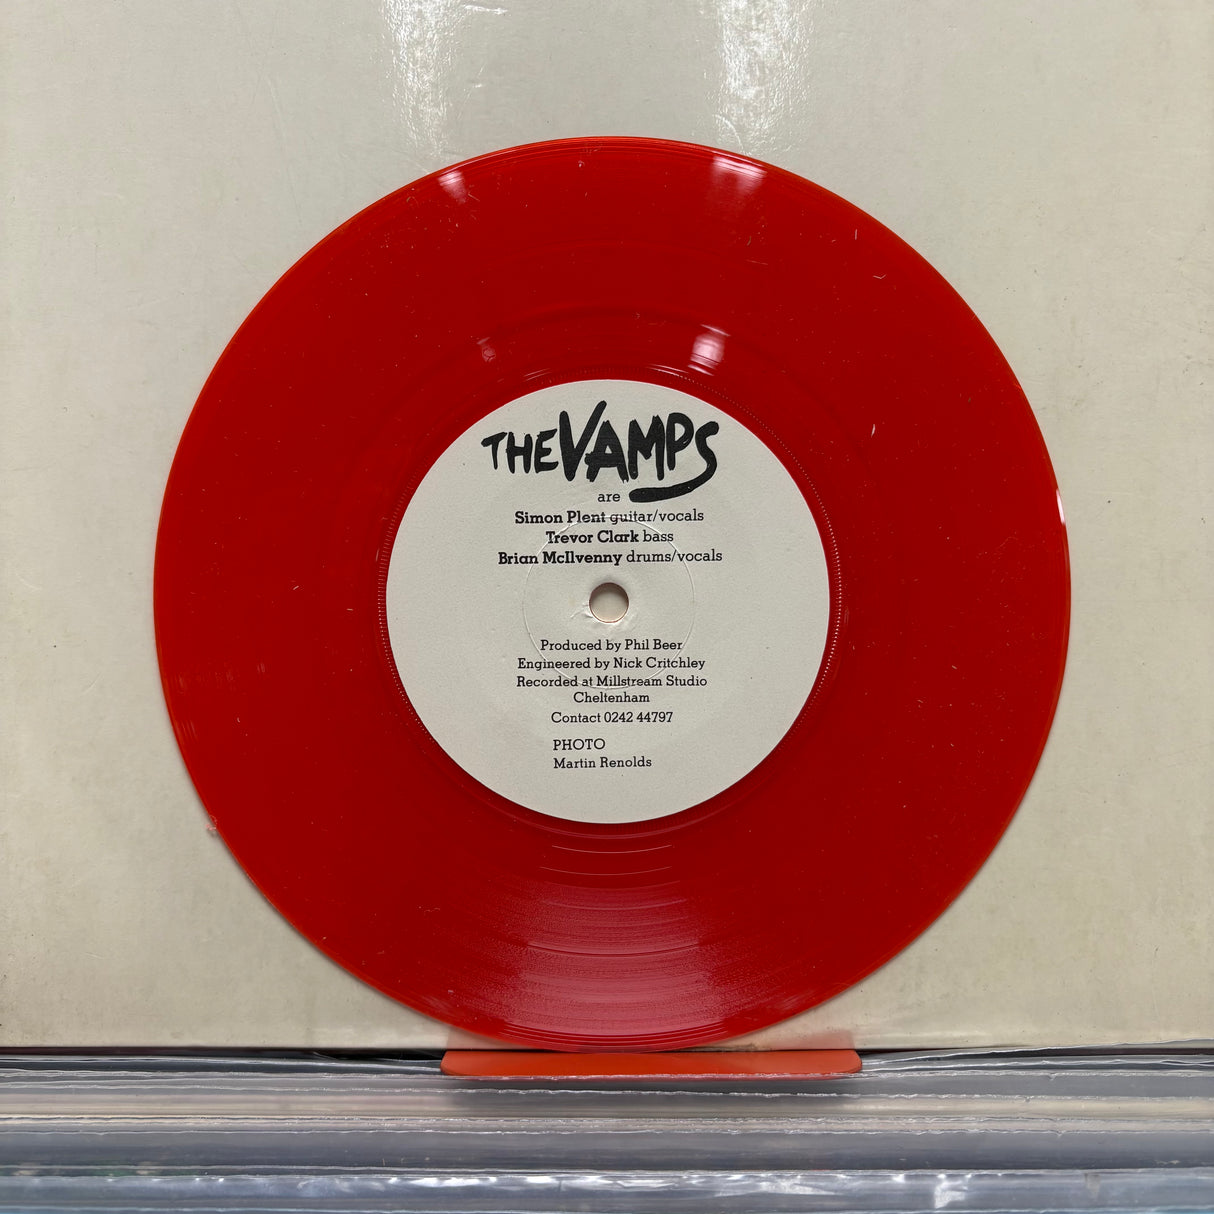 THE VAMPS
are
Simon Plent guitar/vocals
Trevor Clark bass
Brian McIlvenny drums/vocals
Produced by Phil Beer
Engineered by Nick Critchley
Recorded at Millstream Studio
Cheltenham
Contact 0242 44797
PHOTO
Martin Renolds